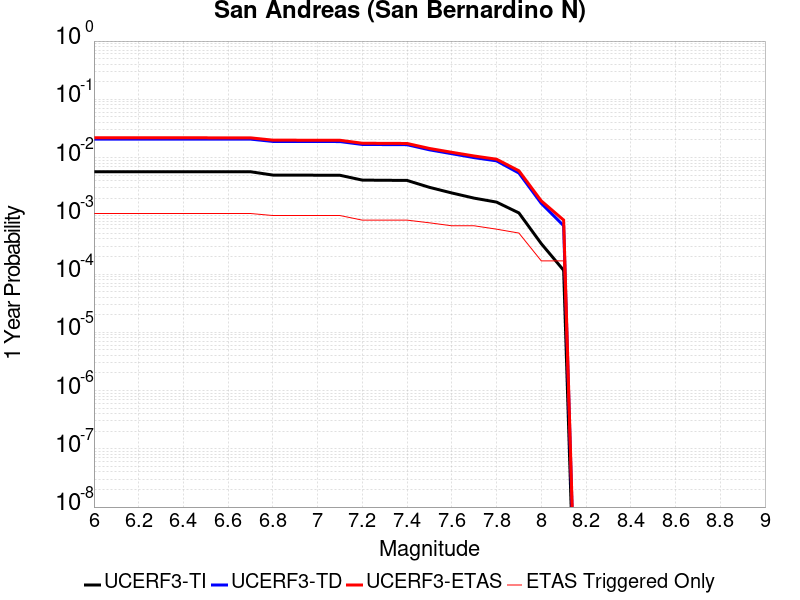 San Andreas (San Bernardino N)
10^0
10^-1
10^-2
10^-3
10^-4
10^-5
10^-6
10^-7
10^-8
1 Year Probability
6 6.2 6.4 6.6 6.8 7 7.2 7.4 7.6 7.8 8 8.2 8.4 8.6 8.8 9
Magnitude
UCERF3-TI UCERF3-TD UCERF3-ETAS ETAS Triggered Only